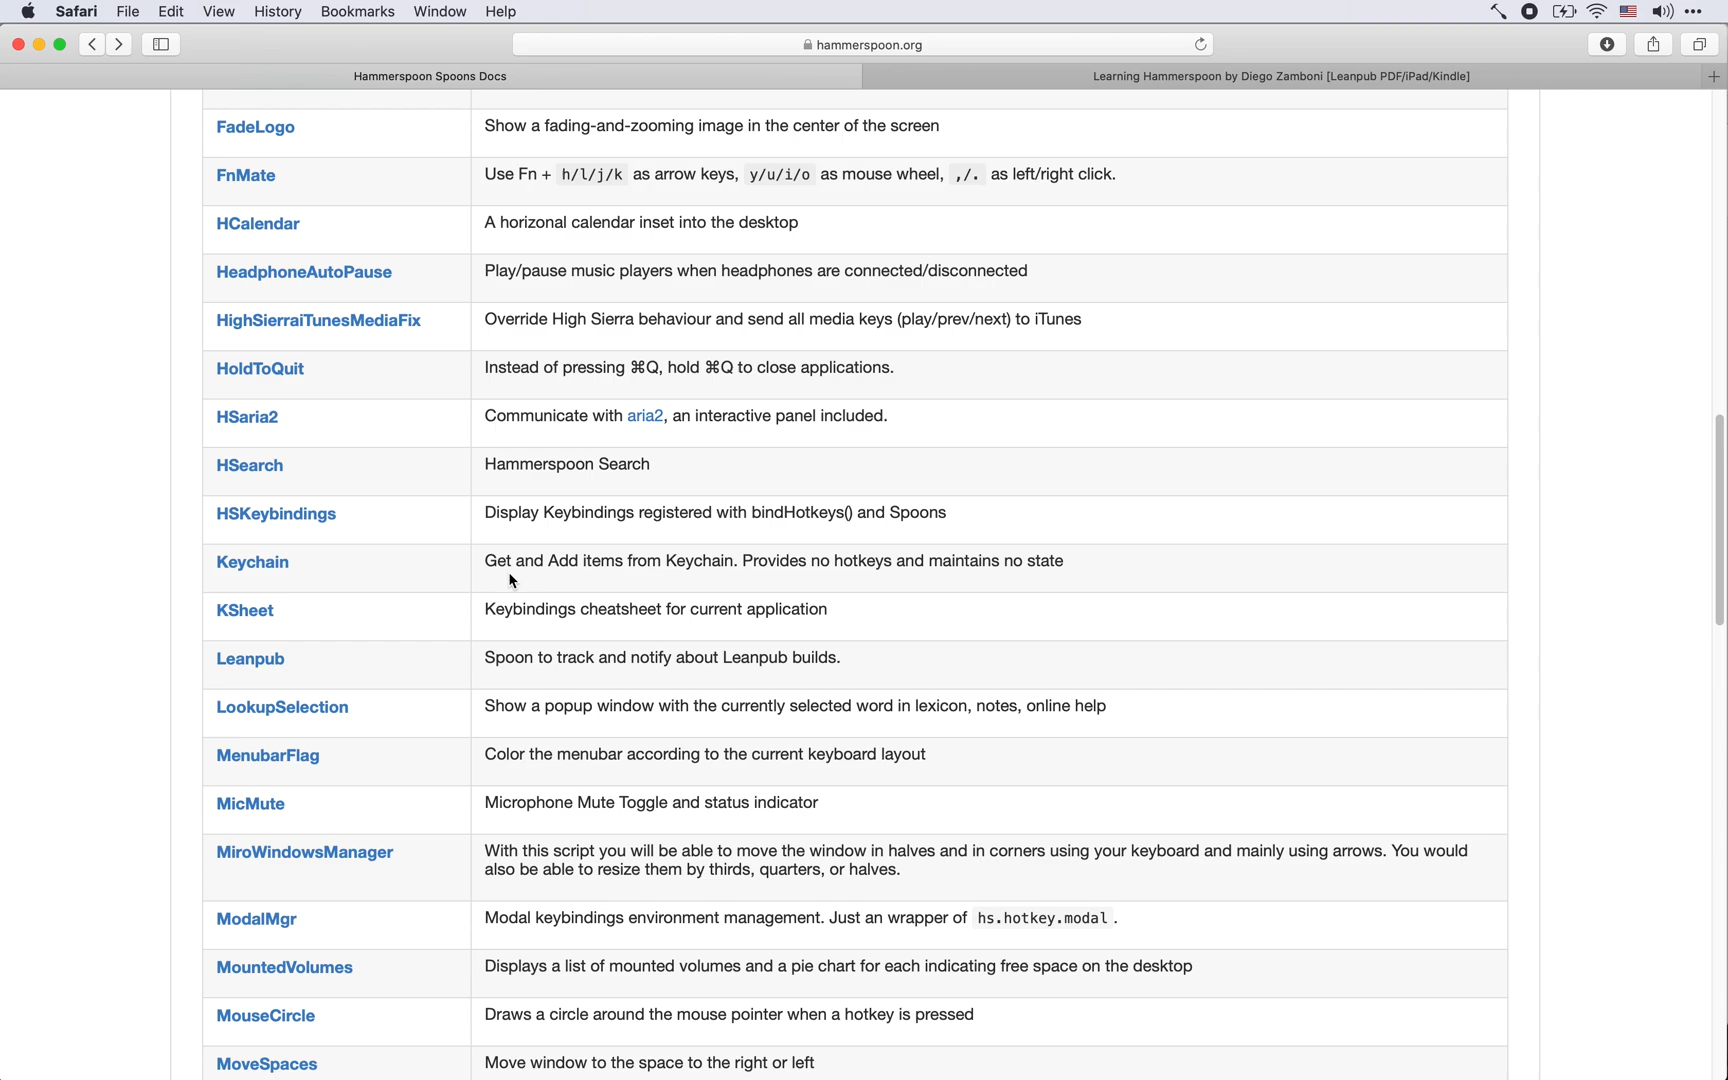 Safari File Edit View History Bookmarks Window Help
hammerspoon.org
Hammerspoon Spoons Docs
Learning Hammerspoon by Diego Zamboni [Leanpub PDF/iPad/Kindle]
FadeLogo Show a fading-and-zooming image in the center of the screen
FnMate Use Fn + h/l/j/k as arrow keys, y/u/i/o as mouse wheel, ,/. as left/right click.
HCalendar A horizonal calendar inset into the desktop
HeadphoneAutoPause Play/pause music players when headphones are connected/disconnected
HighSierraiTunesMediaFix Override High Sierra behaviour and send all media keys (play/prev/next) to iTunes
HoldToQuit Instead of pressing ⌘Q, hold ⌘Q to close applications.
HSaria2 Communicate with aria2, an interactive panel included.
HSearch Hammerspoon Search
HSKeybindings Display Keybindings registered with bindHotkeys() and Spoons
Keychain Get and Add items from Keychain. Provides no hotkeys and maintains no state
KSheet Keybindings cheatsheet for current application
Leanpub Spoon to track and notify about Leanpub builds.
LookupSelection Show a popup window with the currently selected word in lexicon, notes, online help
MenubarFlag Color the menubar according to the current keyboard layout
MicMute Microphone Mute Toggle and status indicator
MiroWindowsManager With this script you will be able to move the window in halves and in corners using your keyboard and mainly using arrows. You would
also be able to resize them by thirds, quarters, or halves.
ModalMgr Modal keybindings environment management. Just an wrapper of hs.hotkey.modal.
MountedVolumes Displays a list of mounted volumes and a pie chart for each indicating free space on the desktop
MouseCircle Draws a circle around the mouse pointer when a hotkey is pressed
MoveSpaces Move window to the space to the right or left